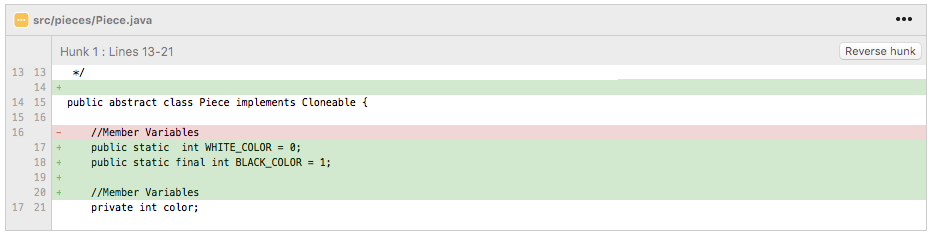 src/pieces/Piece.java •••
Hunk 1 : Lines 13-21 Reverse hunk
13 13 */
14 +
14 15 public abstract class Piece implements Cloneable {
15 16
16 - //Member Variables
17 + public static  int WHITE_COLOR = 0;
18 + public static final int BLACK_COLOR = 1;
19 +
20 + //Member Variables
17 21 private int color;